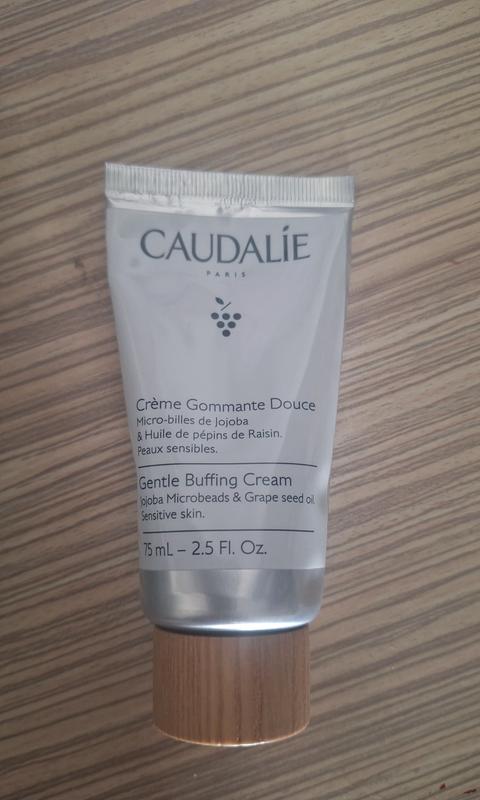 CAUDALÍE
PARIS
Crème Gommante Douce
Micro-billes de Jojoba
& Huile de pépins de Raisin.
Peaux sensibles.
Gentle Buffing Cream
Jojoba Microbeads & Grape seed oil.
Sensitive skin.
75 mL – 2.5 Fl. Oz.